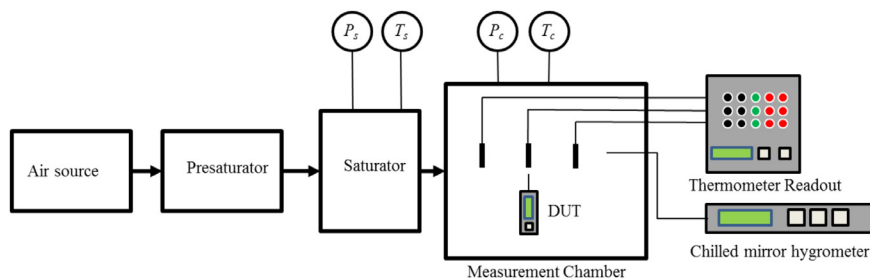 Ps
Ts
Pc
Tc
Air source
Presaturator
Saturator
DUT
Thermometer Readout
Chilled mirror hygrometer
Measurement Chamber